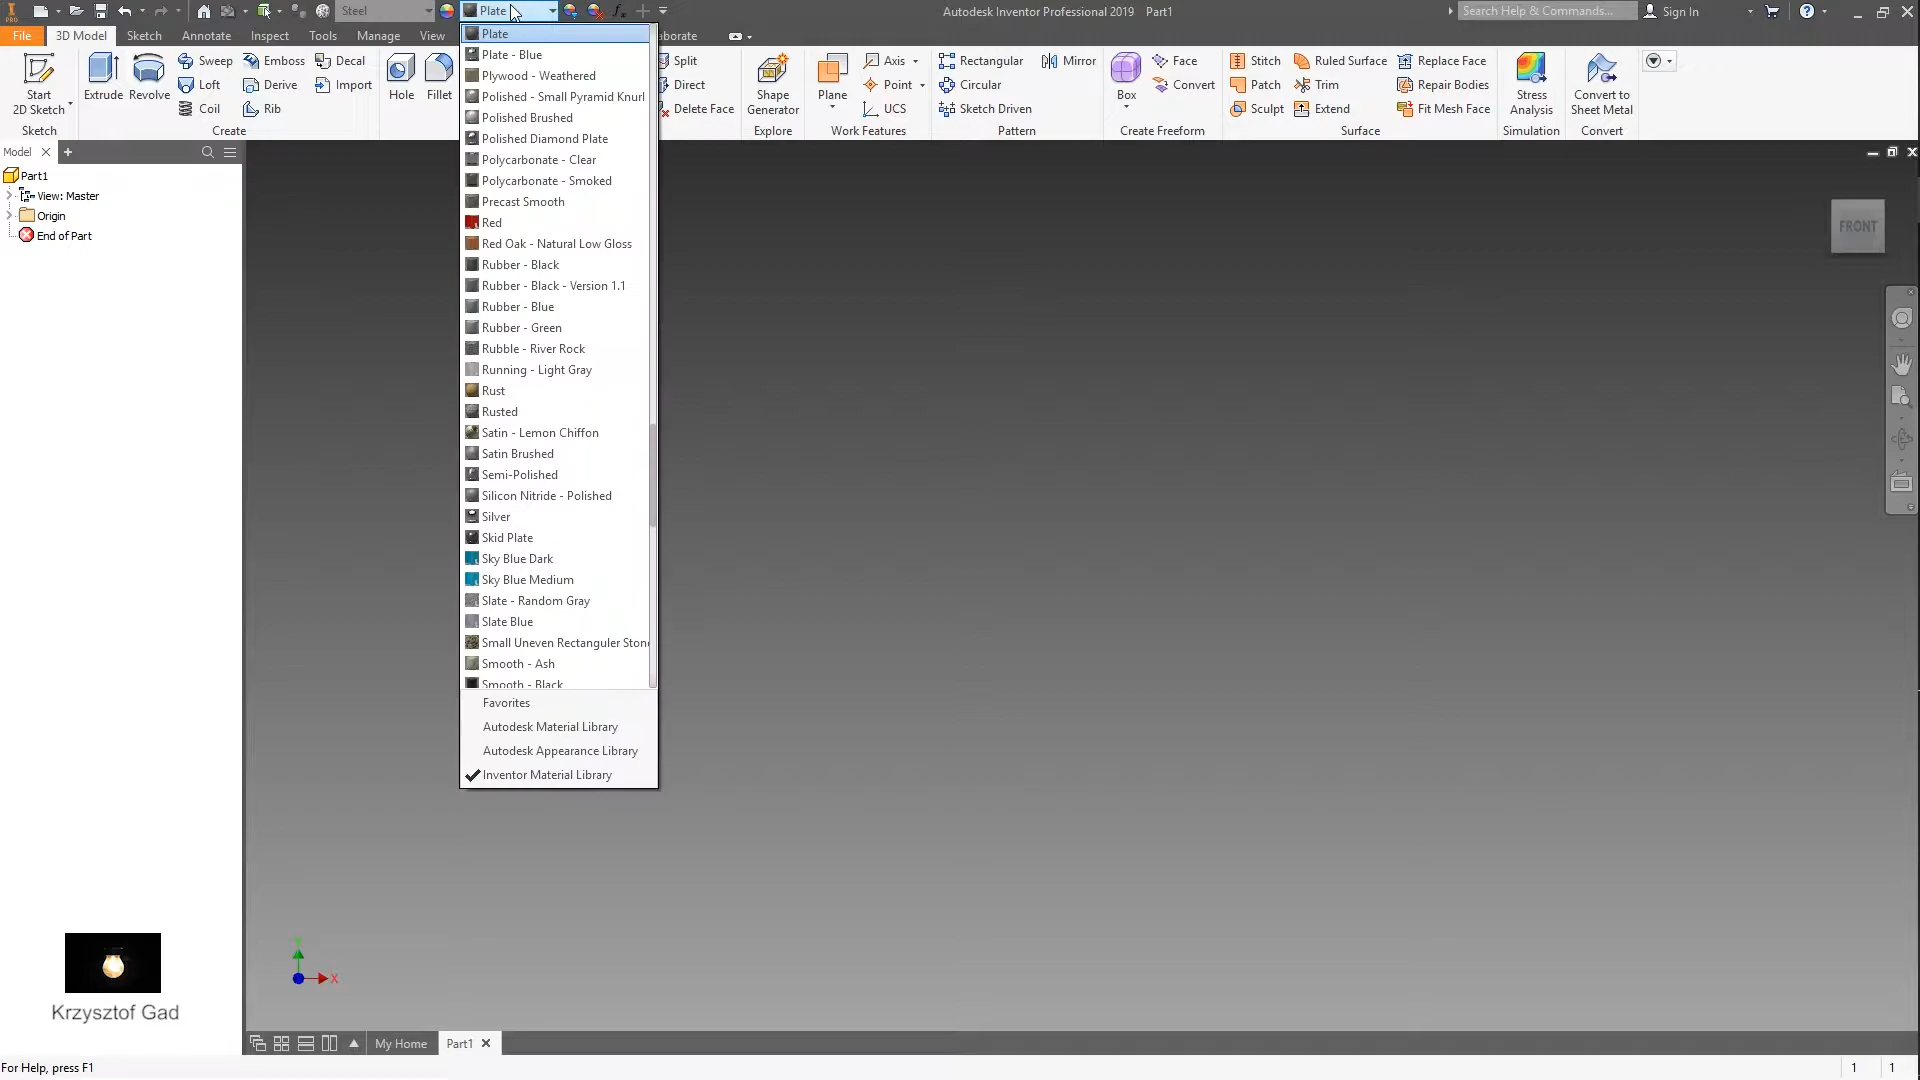 PRO
Steel
Plate
fx
Autodesk Inventor Professional 2019 Part1
Search Help & Commands...
Sign In
File
3D Model
Sketch
Annotate
Inspect
Tools
Manage
View
aborate
Start
2D Sketch
Sketch
Extrude
Revolve
Sweep
Loft
Coil
Emboss
Derive
Rib
Decal
Import
Create
Hole
Fillet
Split
Direct
Delete Face
Shape
Generator
Explore
Plane
Axis
Point
UCS
Work Features
Rectangular
Circular
Sketch Driven
Mirror
Pattern
Box
Face
Convert
Create Freeform
Stitch
Patch
Sculpt
Ruled Surface
Trim
Extend
Replace Face
Repair Bodies
Fit Mesh Face
Surface
Stress
Analysis
Simulation
Convert to
Sheet Metal
Convert
Model
Part1
View: Master
Origin
End of Part
Plate
Plate - Blue
Plywood - Weathered
Polished - Small Pyramid Knurl
Polished Brushed
Polished Diamond Plate
Polycarbonate - Clear
Polycarbonate - Smoked
Precast Smooth
Red
Red Oak - Natural Low Gloss
Rubber - Black
Rubber - Black - Version 1.1
Rubber - Blue
Rubber - Green
Rubble - River Rock
Running - Light Gray
Rust
Rusted
Satin - Lemon Chiffon
Satin Brushed
Semi-Polished
Silicon Nitride - Polished
Silver
Skid Plate
Sky Blue Dark
Sky Blue Medium
Slate - Random Gray
Slate Blue
Small Uneven Rectanguler Stone
Smooth - Ash
Smooth - Black
Favorites
Autodesk Material Library
Autodesk Appearance Library
Inventor Material Library
FRONT
Y
X
Krzysztof Gad
My Home
Part1
For Help, press F1
1
1